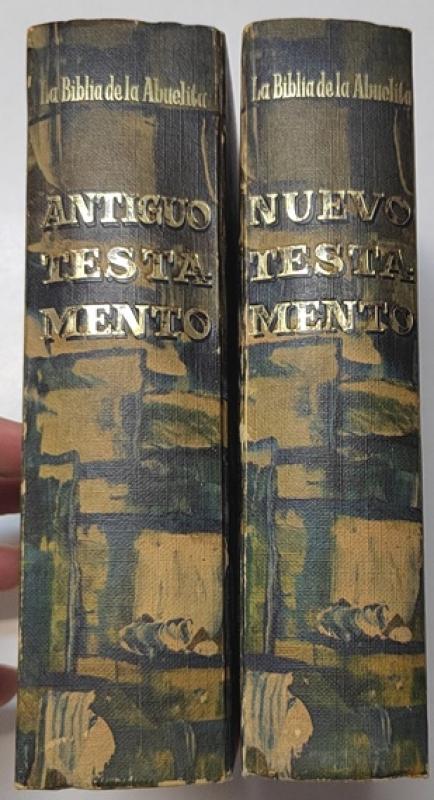 La Biblia de la Abuelita
ANTIGUO
TESTA-
MENTO
La Biblia de la Abuelita
NUEVO
TESTA-
MENTO